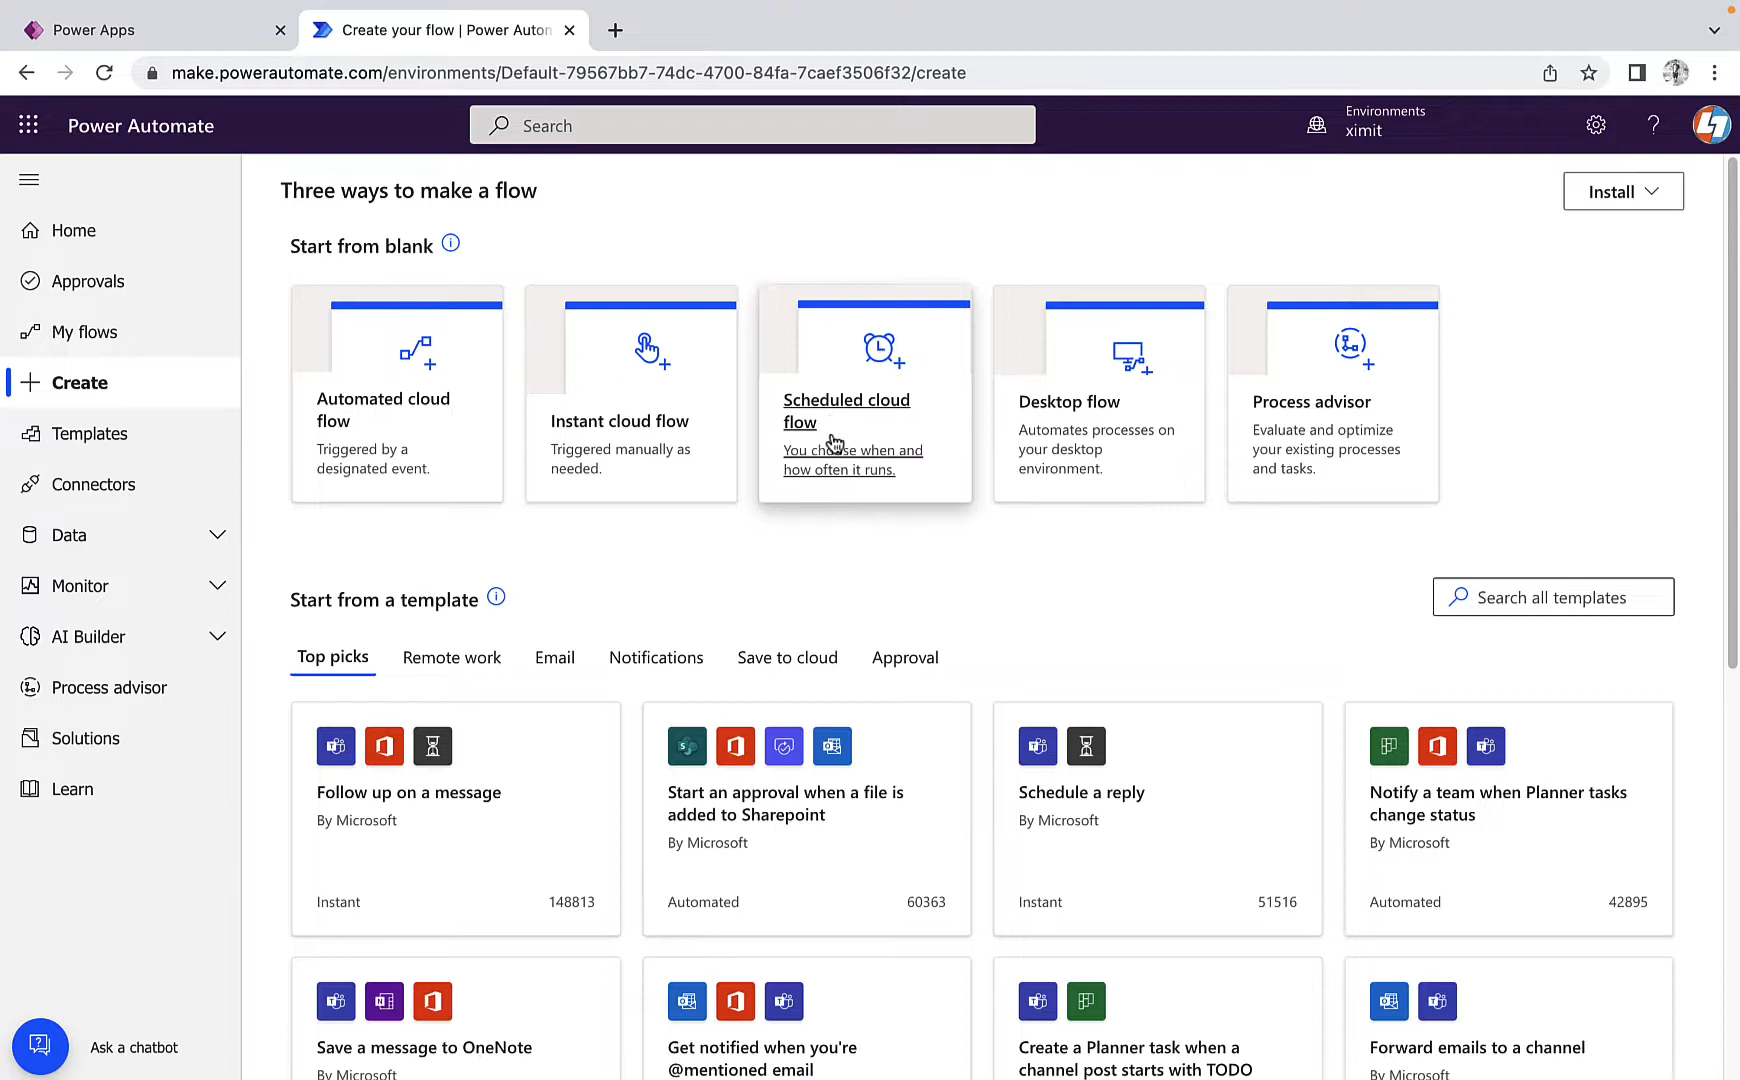 Power Apps
Create your flow | Power Auton
make.powerautomate.com/environments/Default-79567bb7-74dc-4700-84fa-7caef3506f32/create
Power Automate
Search
Environments
ximit
Home
Approvals
My flows
Create
Templates
Connectors
Data
Monitor
AI Builder
Process advisor
Solutions
Learn
Ask a chatbot
Three ways to make a flow
Install
Start from blank
Automated cloud
flow
Triggered by a
designated event.
Instant cloud flow
Triggered manually as
needed.
Scheduled cloud
flow
You choose when and
how often it runs.
Desktop flow
Automates processes on
your desktop
environment.
Process advisor
Evaluate and optimize
your existing processes
and tasks.
Start from a template
Search all templates
Top picks
Remote work
Email
Notifications
Save to cloud
Approval
Follow up on a message
By Microsoft
Instant
148813
Start an approval when a file is
added to Sharepoint
By Microsoft
Automated
60363
Schedule a reply
By Microsoft
Instant
51516
Notify a team when Planner tasks
change status
By Microsoft
Automated
42895
Save a message to OneNote
By Microsoft
Get notified when you're
@mentioned email
Create a Planner task when a
channel post starts with TODO
Forward emails to a channel
By Microsoft